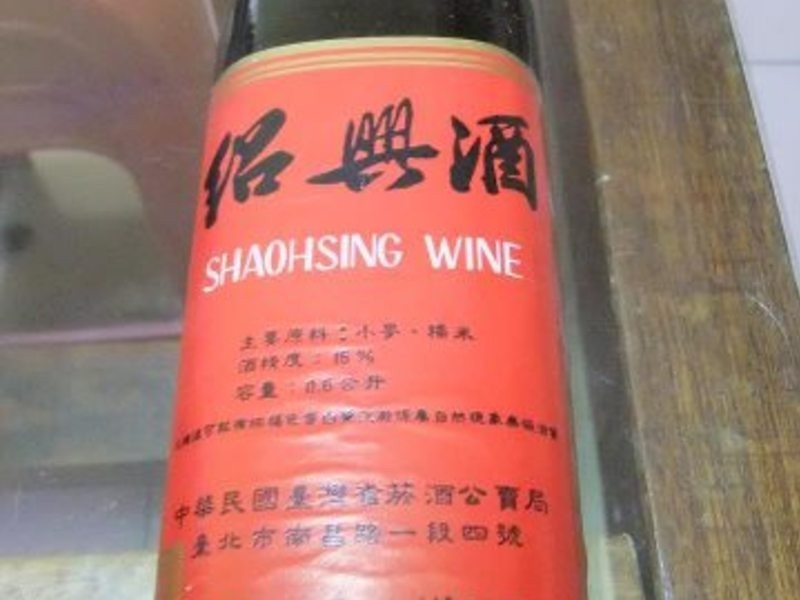 紹興酒
SHAOHSING WINE
主要原料：小麥、糯米
酒精度：16%
容量：0.6公升
中華民國臺灣省菸酒公賣局
臺北市南昌路一段四號